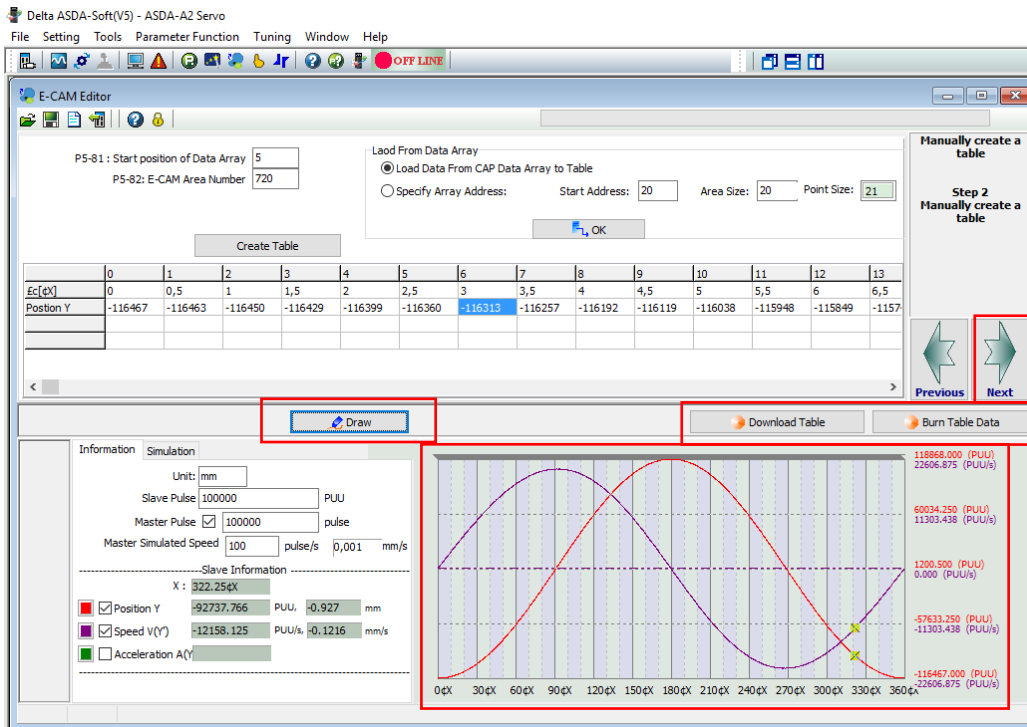 Delta ASDA-Soft(V5) - ASDA-A2 Servo
File Setting Tools Parameter Function Tuning Window Help
OFF LINE
E-CAM Editor
P5-81 : Start position of Data Array 5
P5-82: E-CAM Area Number 720
Laod From Data Array
Load Data From CAP Data Array to Table
Specify Array Address: Start Address: 20 Area Size: 20 Point Size: 21
OK
Create Table
Manually create a
table
Step 2
Manually create a
table
0 1 2 3 4 5 6 7 8 9 10 11 12 13
£c[¢X] 0 0,5 1 1,5 2 2,5 3 3,5 4 4,5 5 5,5 6 6,5
Postion Y -116467 -116463 -116450 -116429 -116399 -116360 -116313 -116257 -116192 -116119 -116038 -115948 -115849 -1157
Previous Next
Draw
Download Table
Burn Table Data
Information Simulation
Unit: mm
Slave Pulse 100000 PUU
Master Pulse 100000 pulse
Master Simulated Speed 100 pulse/s 0,001 mm/s
Slave Information
X : 322.25¢X
Position Y -92737.766 PUU, -0.927 mm
Speed V(Y') -12158.125 PUU/s, -0.1216 mm/s
Acceleration A(Y
118868.000 (PUU)
22606.875 (PUU/s)
60034.250 (PUU)
11303.438 (PUU/s)
1200.500 (PUU)
0.000 (PUU/s)
-57633.250 (PUU)
-11303.438 (PUU/s)
-116467.000 (PUU)
-22606.875 (PUU/s)
0¢X 30¢X 60¢X 90¢X 120¢X 150¢X 180¢X 210¢X 240¢X 270¢X 300¢X 330¢X 360¢X